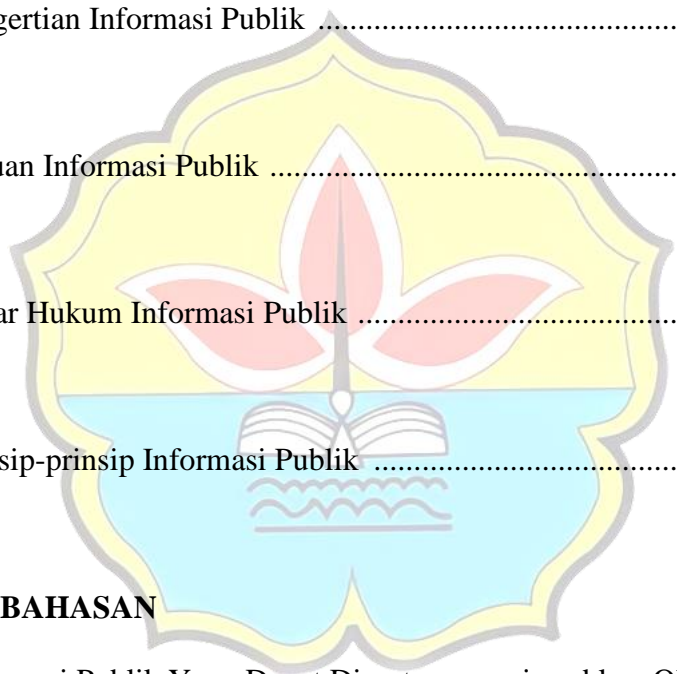 gertian Informasi Publik ................................................
uan Informasi Publik ......................................................
ar Hukum Informasi Publik ...........................................
sip-prinsip Informasi Publik .........................................
BAHASAN